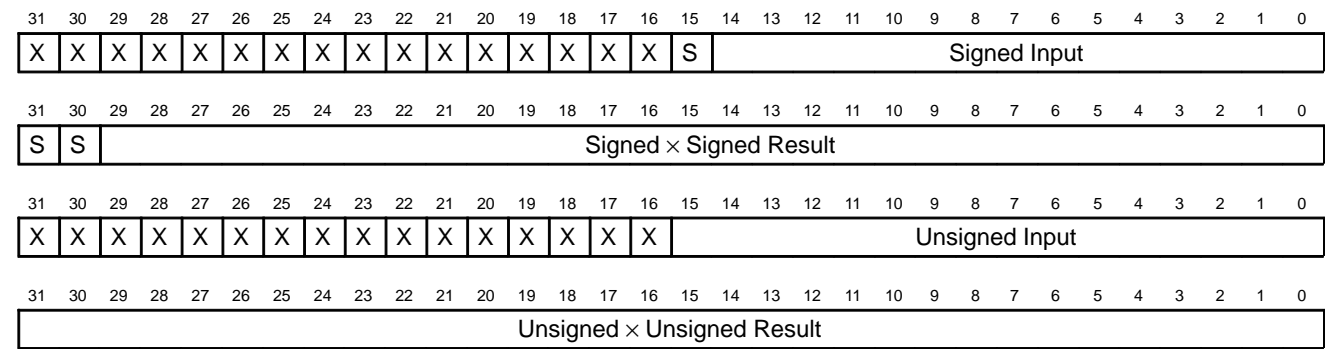 31 30 29 28 27 26 25 24 23 22 21 20 19 18 17 16 15 14 13 12 11 10 9 8 7 6 5 4 3 2 1 0
X X X X X X X X X X X X X X X X S Signed Input
31 30 29 28 27 26 25 24 23 22 21 20 19 18 17 16 15 14 13 12 11 10 9 8 7 6 5 4 3 2 1 0
S S Signed × Signed Result
31 30 29 28 27 26 25 24 23 22 21 20 19 18 17 16 15 14 13 12 11 10 9 8 7 6 5 4 3 2 1 0
X X X X X X X X X X X X X X X X Unsigned Input
31 30 29 28 27 26 25 24 23 22 21 20 19 18 17 16 15 14 13 12 11 10 9 8 7 6 5 4 3 2 1 0
Unsigned × Unsigned Result